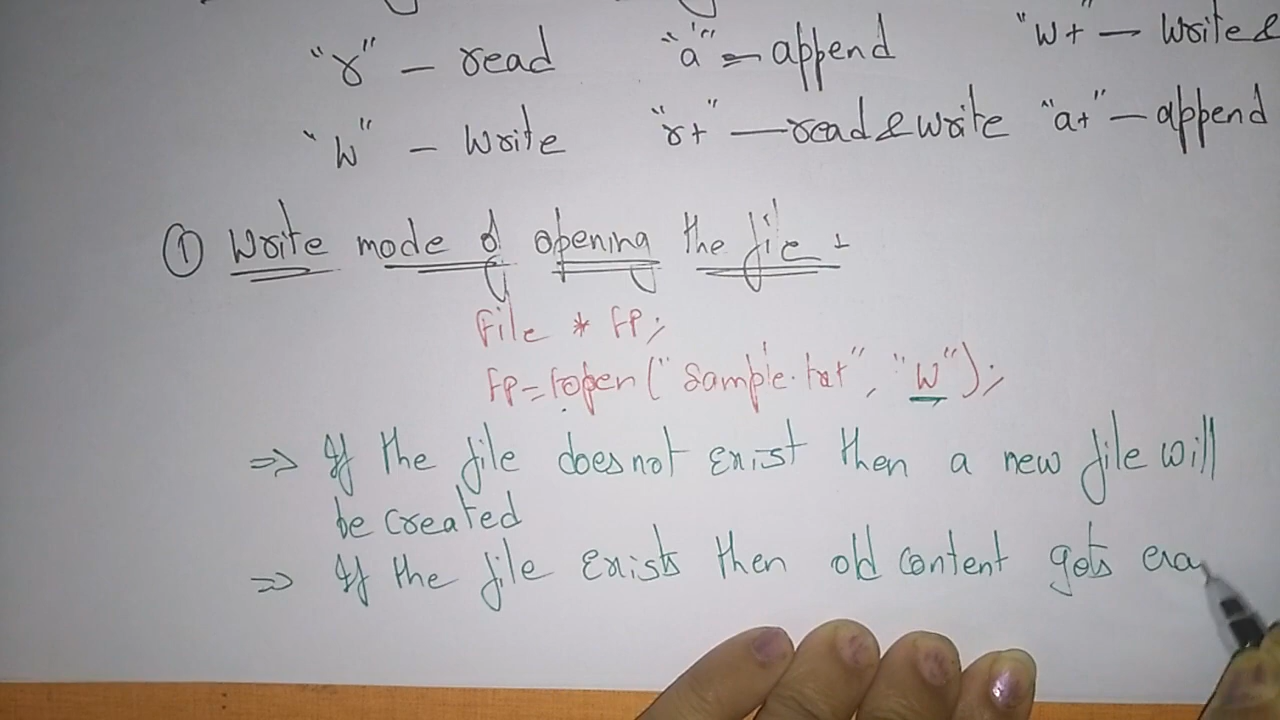 "r" - read "a" - append "w+" - write &
"w" - write "r+" - read & write "a+" - append
① Write mode of opening the file :
File * FP;
FP=fopen("Sample.txt", "w");
=> If the file does not exist then a new file will
be created
=> If the file exists then old content gets era